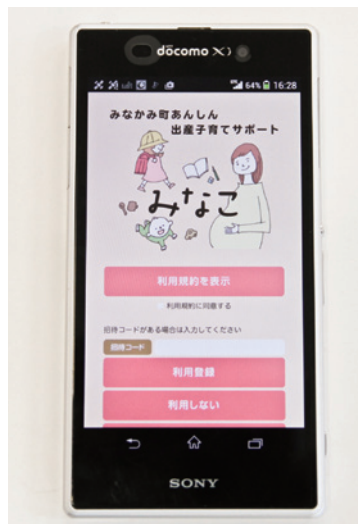 docomo Xi
64% 16:28
みなかみ町あんしん
出産子育てサポート
みなこ
利用規約を表示
利用規約に同意する
招待コードがある場合は入力してください
招待コード
利用登録
利用しない
SONY